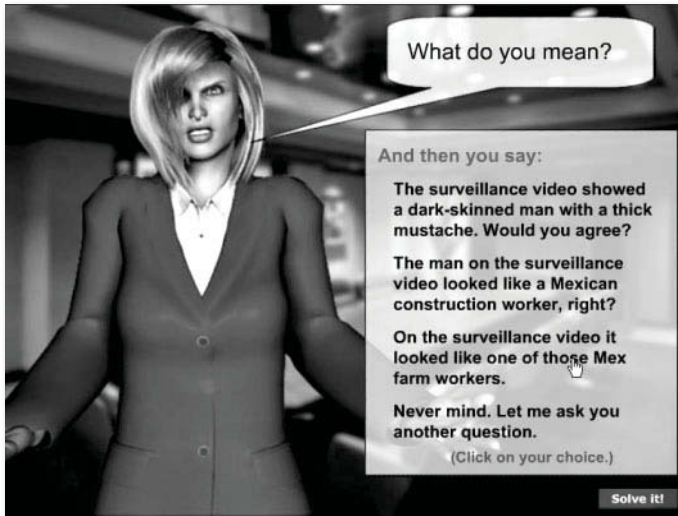 What do you mean?
And then you say:
The surveillance video showed
a dark-skinned man with a thick
mustache. Would you agree?
The man on the surveillance
video looked like a Mexican
construction worker, right?
On the surveillance video it
looked like one of those Mex
farm workers.
Never mind. Let me ask you
another question.
(Click on your choice.)
Solve it!